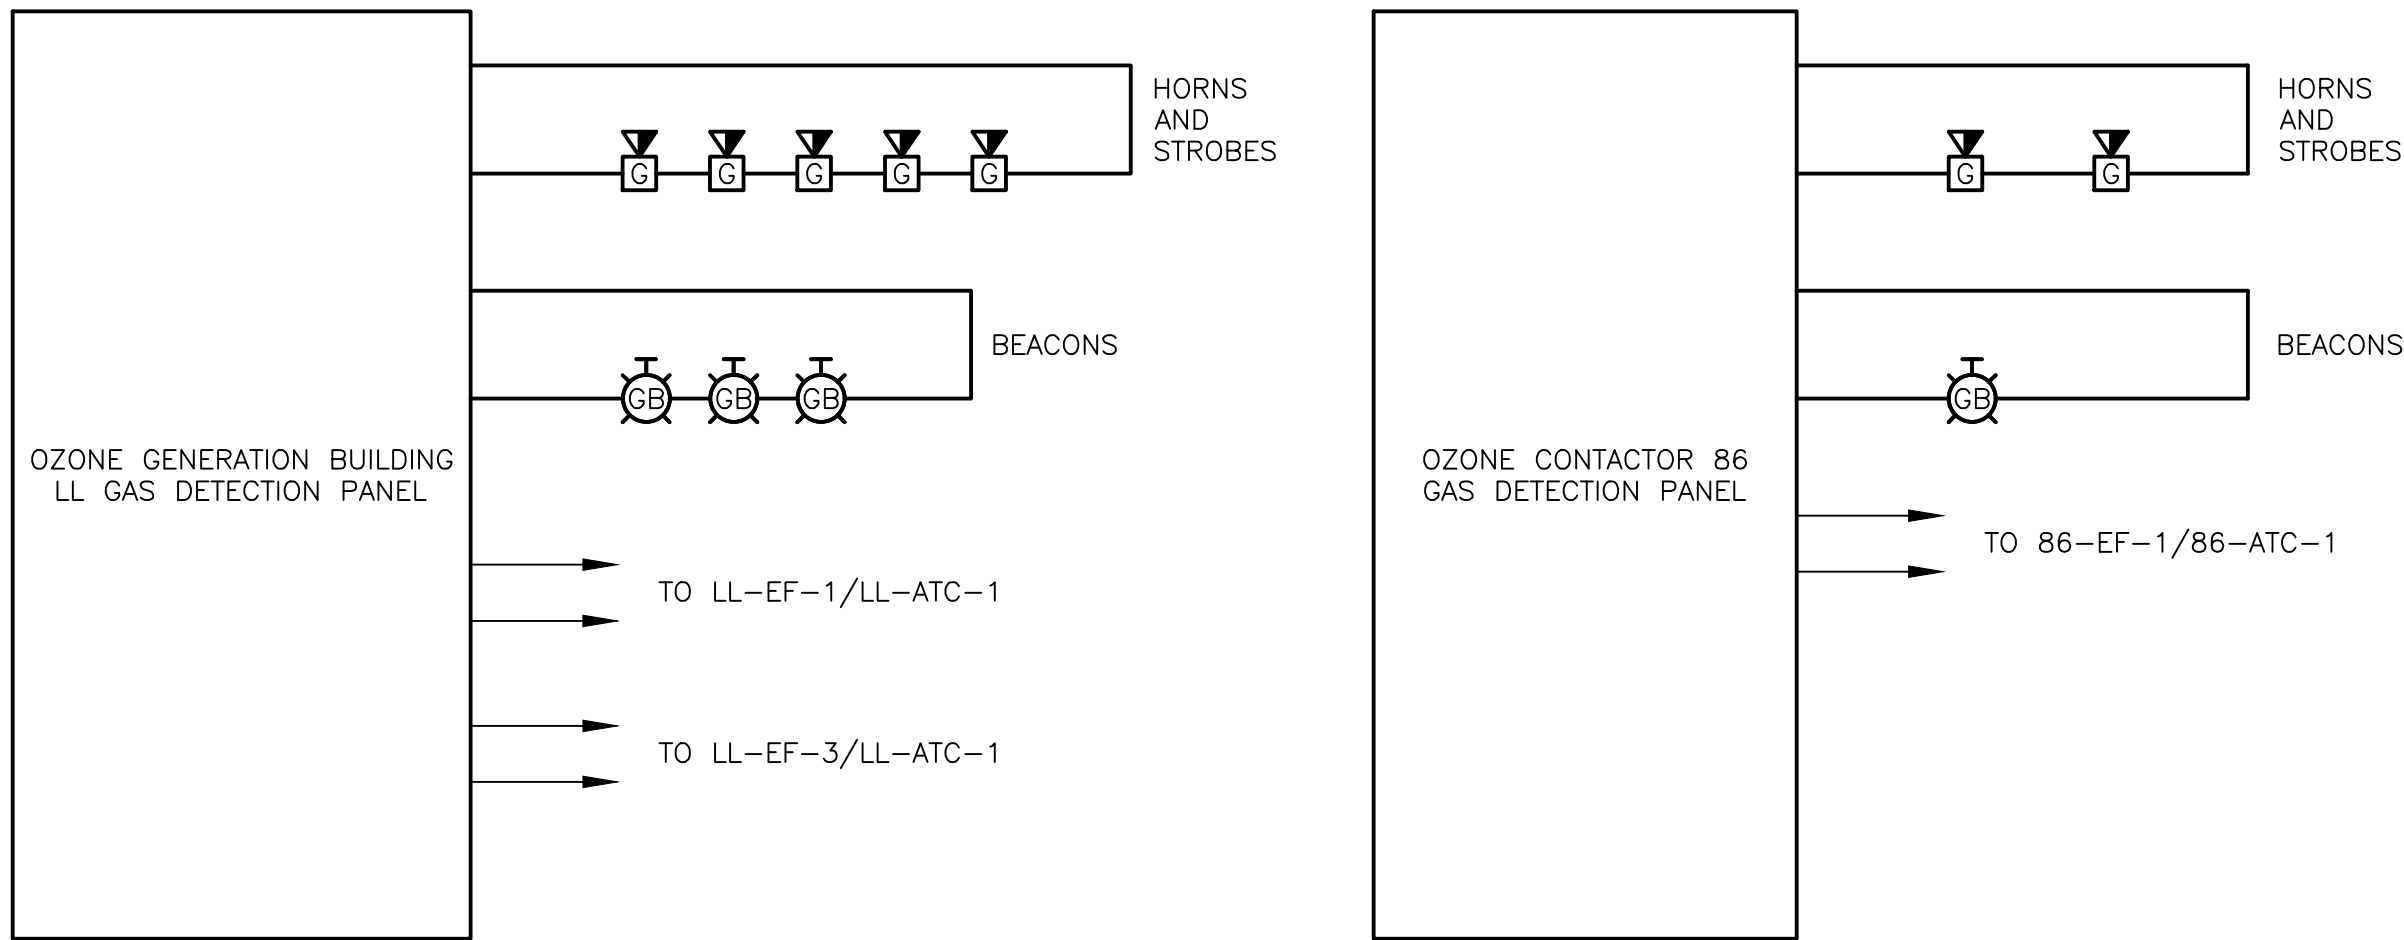 OZONE GENERATION BUILDING
LL GAS DETECTION PANEL
HORNS
AND
STROBES
G G G G G
BEACONS
GB GB GB
TO LL-EF-1/LL-ATC-1
TO LL-EF-3/LL-ATC-1
OZONE CONTACTOR 86
GAS DETECTION PANEL
HORNS
AND
STROBES
G G
BEACONS
GB
TO 86-EF-1/86-ATC-1